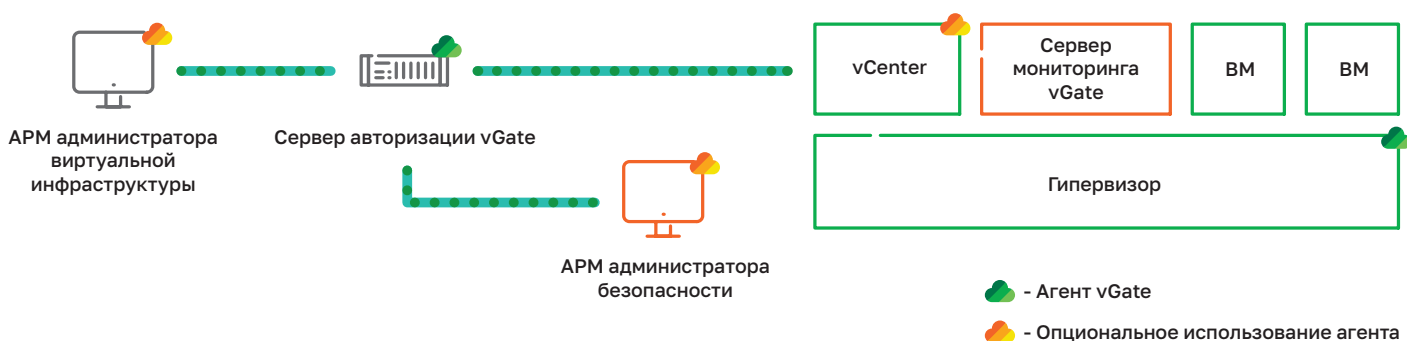 vCenter
Сервер
мониторинга
vGate
ВМ
ВМ
АРМ администратора
виртуальной
инфраструктуры
Сервер авторизации vGate
Гипервизор
АРМ администратора
безопасности
- Агент vGate
- Опциональное использование агента